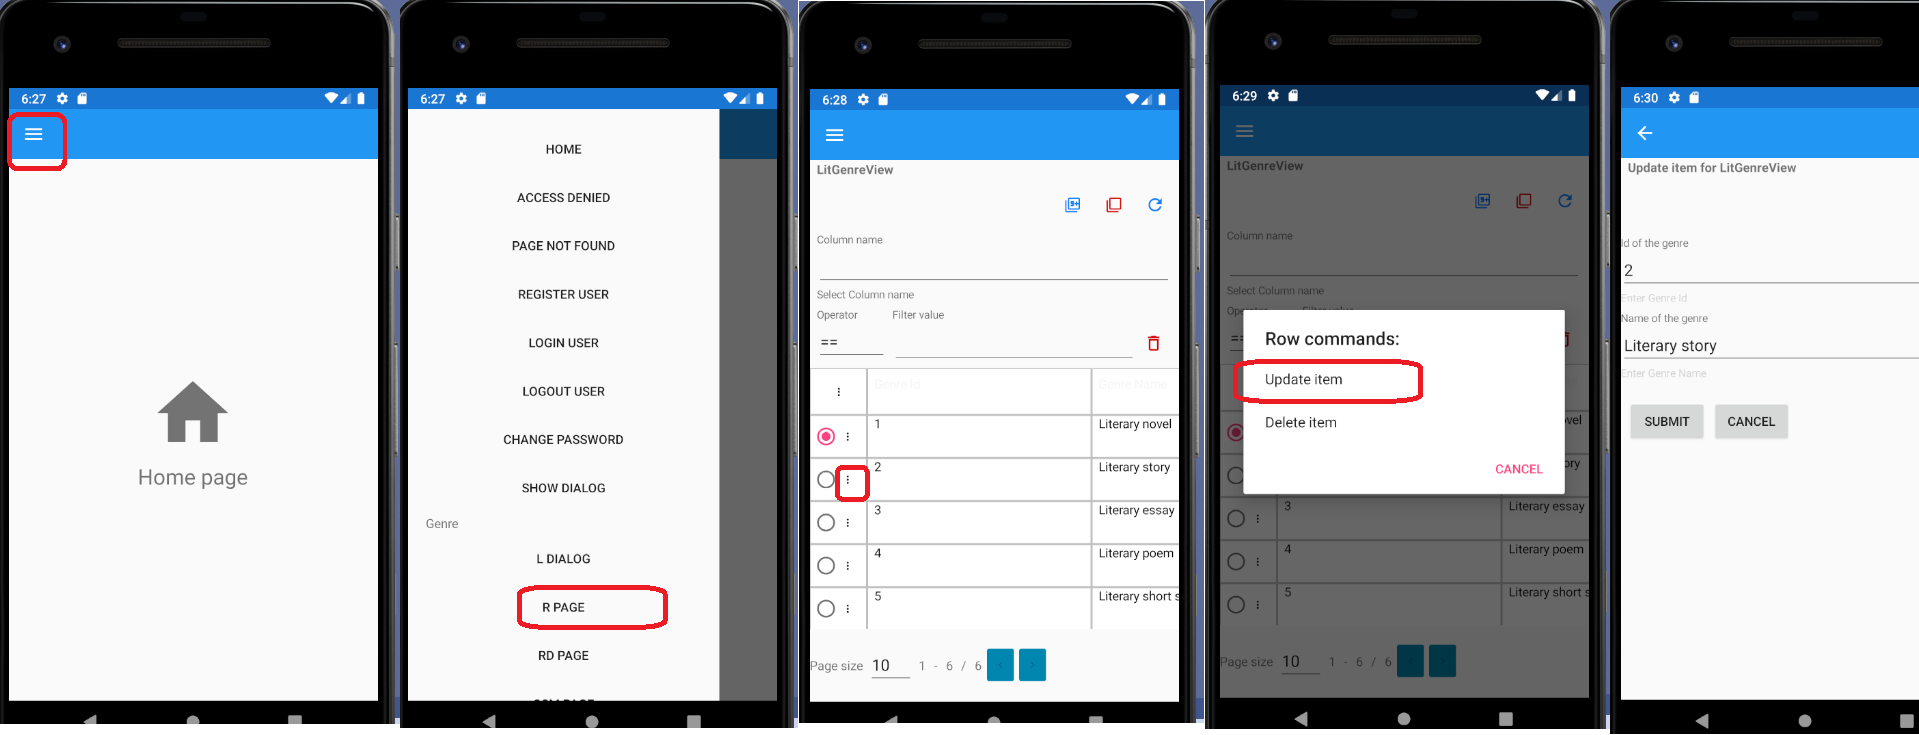 6:27
Home page
6:27
HOME
ACCESS DENIED
PAGE NOT FOUND
REGISTER USER
LOGIN USER
LOGOUT USER
CHANGE PASSWORD
SHOW DIALOG
Genre
L DIALOG
R PAGE
RD PAGE
6:28
LitGenreView
9+
Column name
Select Column name
Operator Filter value
==
Genre Id Genre Name
1 Literary novel
2 Literary story
3 Literary essay
4 Literary poem
5 Literary short s
Page size 10 1 - 6 / 6 < >
6:29
LitGenreView
9+
Column name
Select Column name
Row commands:
Update item
Delete item
CANCEL
3 Literary essay
4 Literary poem
5 Literary short s
Page size 10 1 - 6 / 6 < >
6:30
Update item for LitGenreView
Id of the genre
2
Enter Genre Id
Name of the genre
Literary story
Enter Genre Name
SUBMIT CANCEL